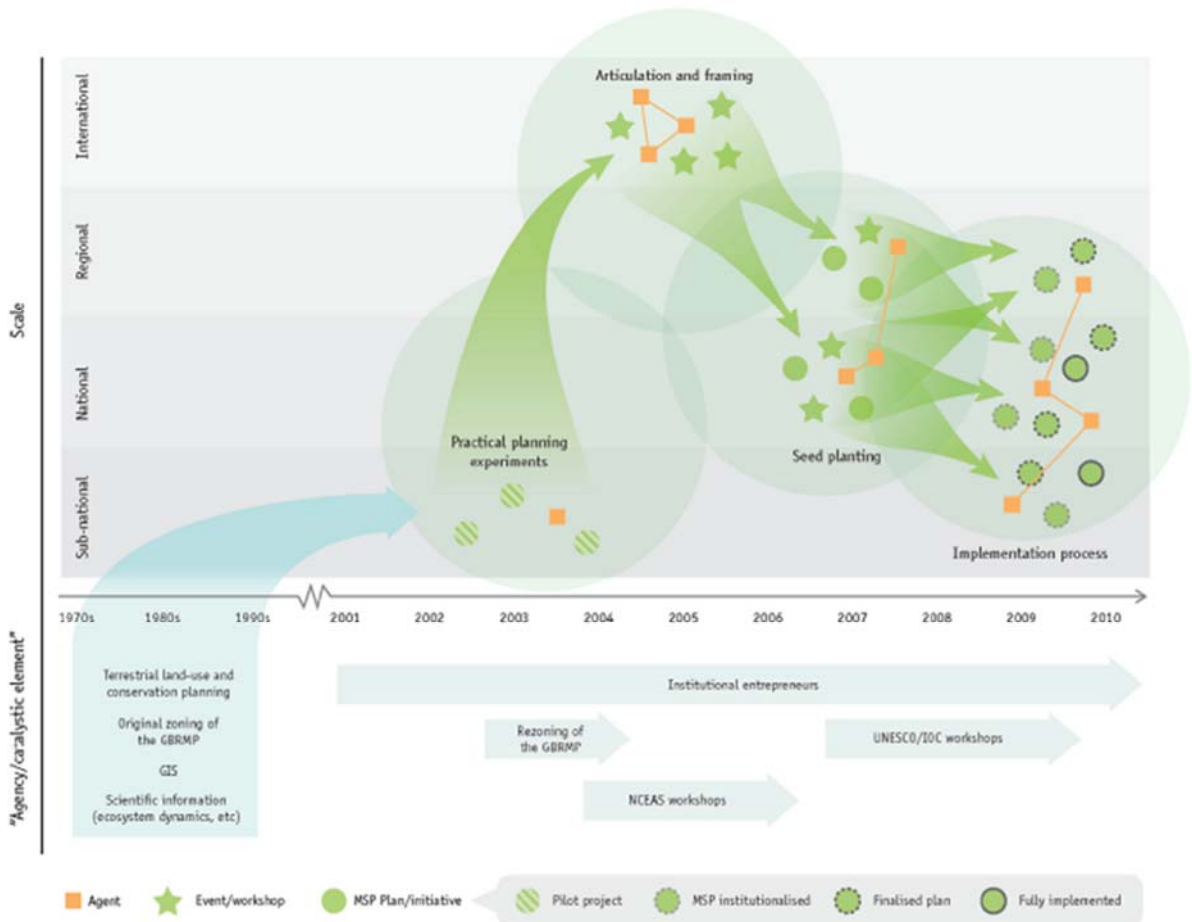 Articulation and framing
International
Regional
Scale
National
Practical planning
experiments
Seed planting
Sub-national
Implementation process
1970s 1980s 1990s 2001 2002 2003 2004 2005 2006 2007 2008 2009 2010
"Agency/catalystic element"
Terrestrial land-use and
conservation planning
Original zoning of
the GBRMP
GIS
Scientific information
(ecosystem dynamics, etc)
Institutional entrepreneurs
Rezoning of
the GBRMP
UNESCO/IOC workshops
NCEAS workshops
Agent Event/workshop MSP Plan/initiative Pilot project MSP institutionalised Finalised plan Fully implemented